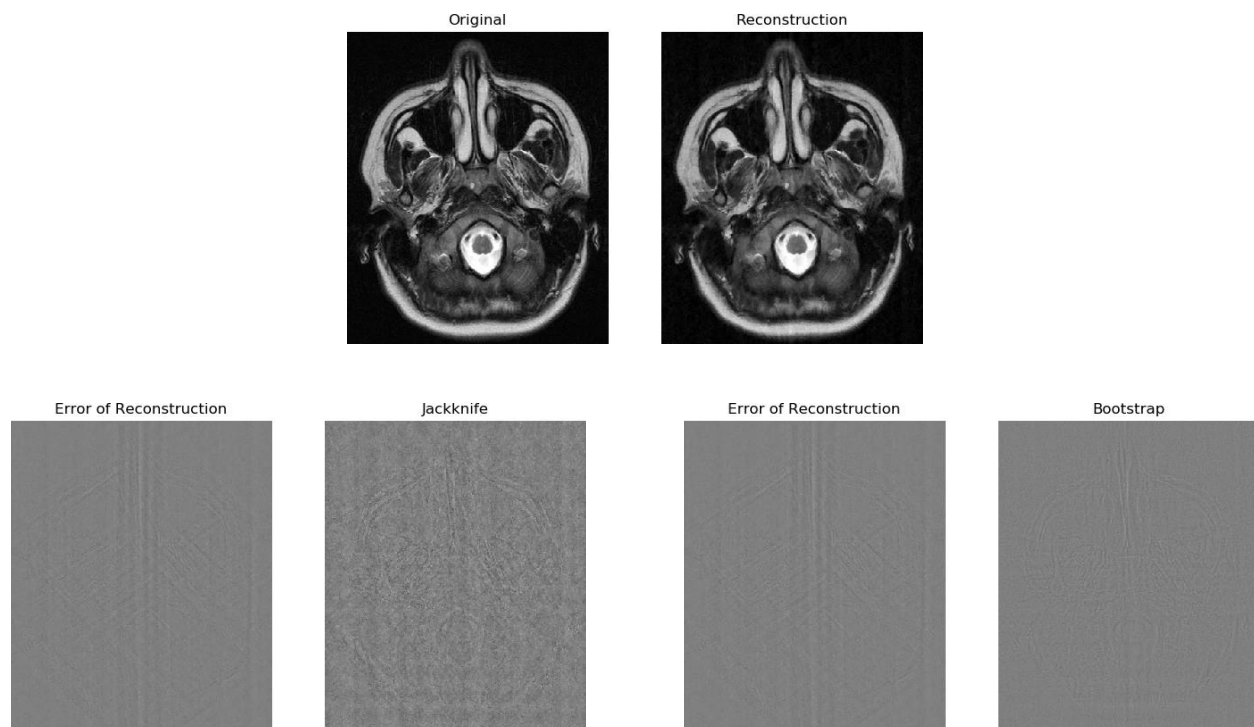 Original
Reconstruction
Error of Reconstruction
Jackknife
Error of Reconstruction
Bootstrap